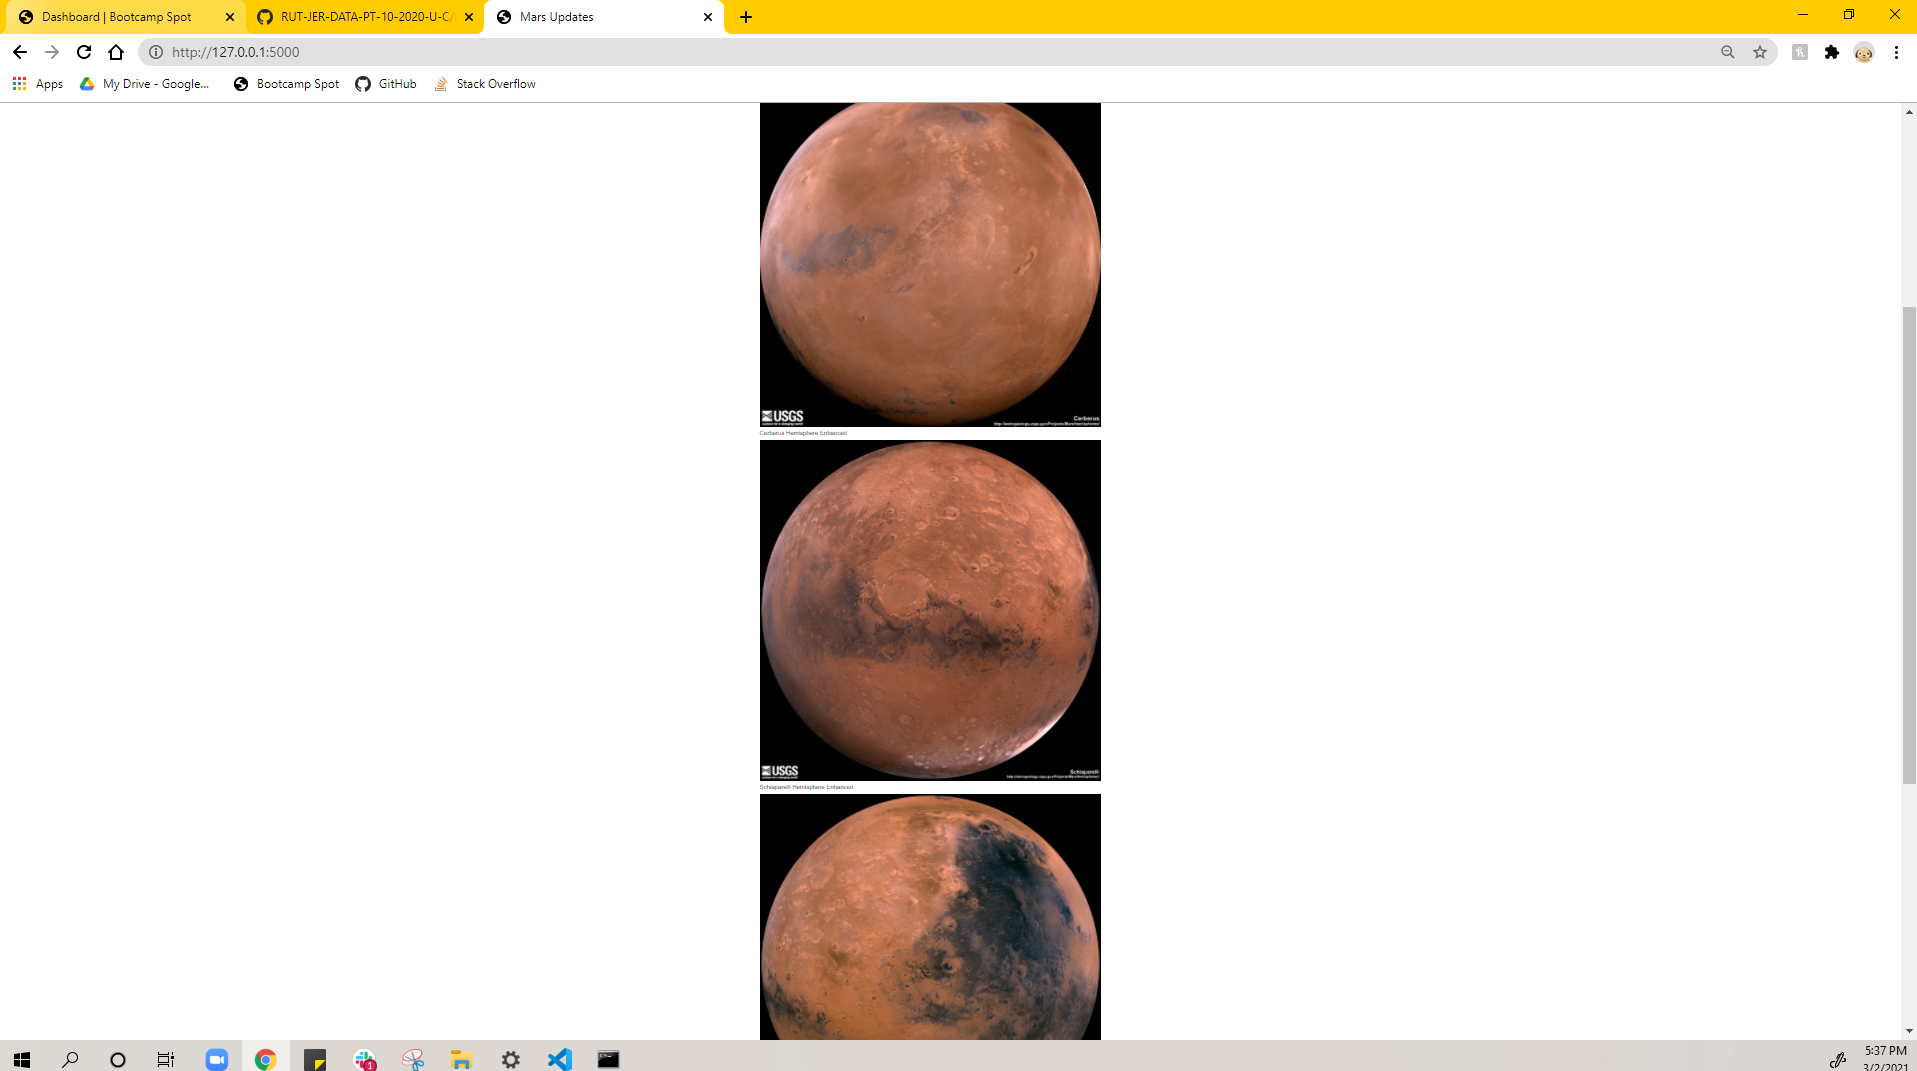 Dashboard | Bootcamp Spot
RUT-JER-DATA-PT-10-2020-U-C/
Mars Updates
http://127.0.0.1:5000
Apps
My Drive - Google...
Bootcamp Spot
GitHub
Stack Overflow
USGS
Cerberus
Cerberus Hemisphere Enhanced
USGS
Schiaparelli
Schiaparelli Hemisphere Enhanced
1
5:37 PM
3/2/2021